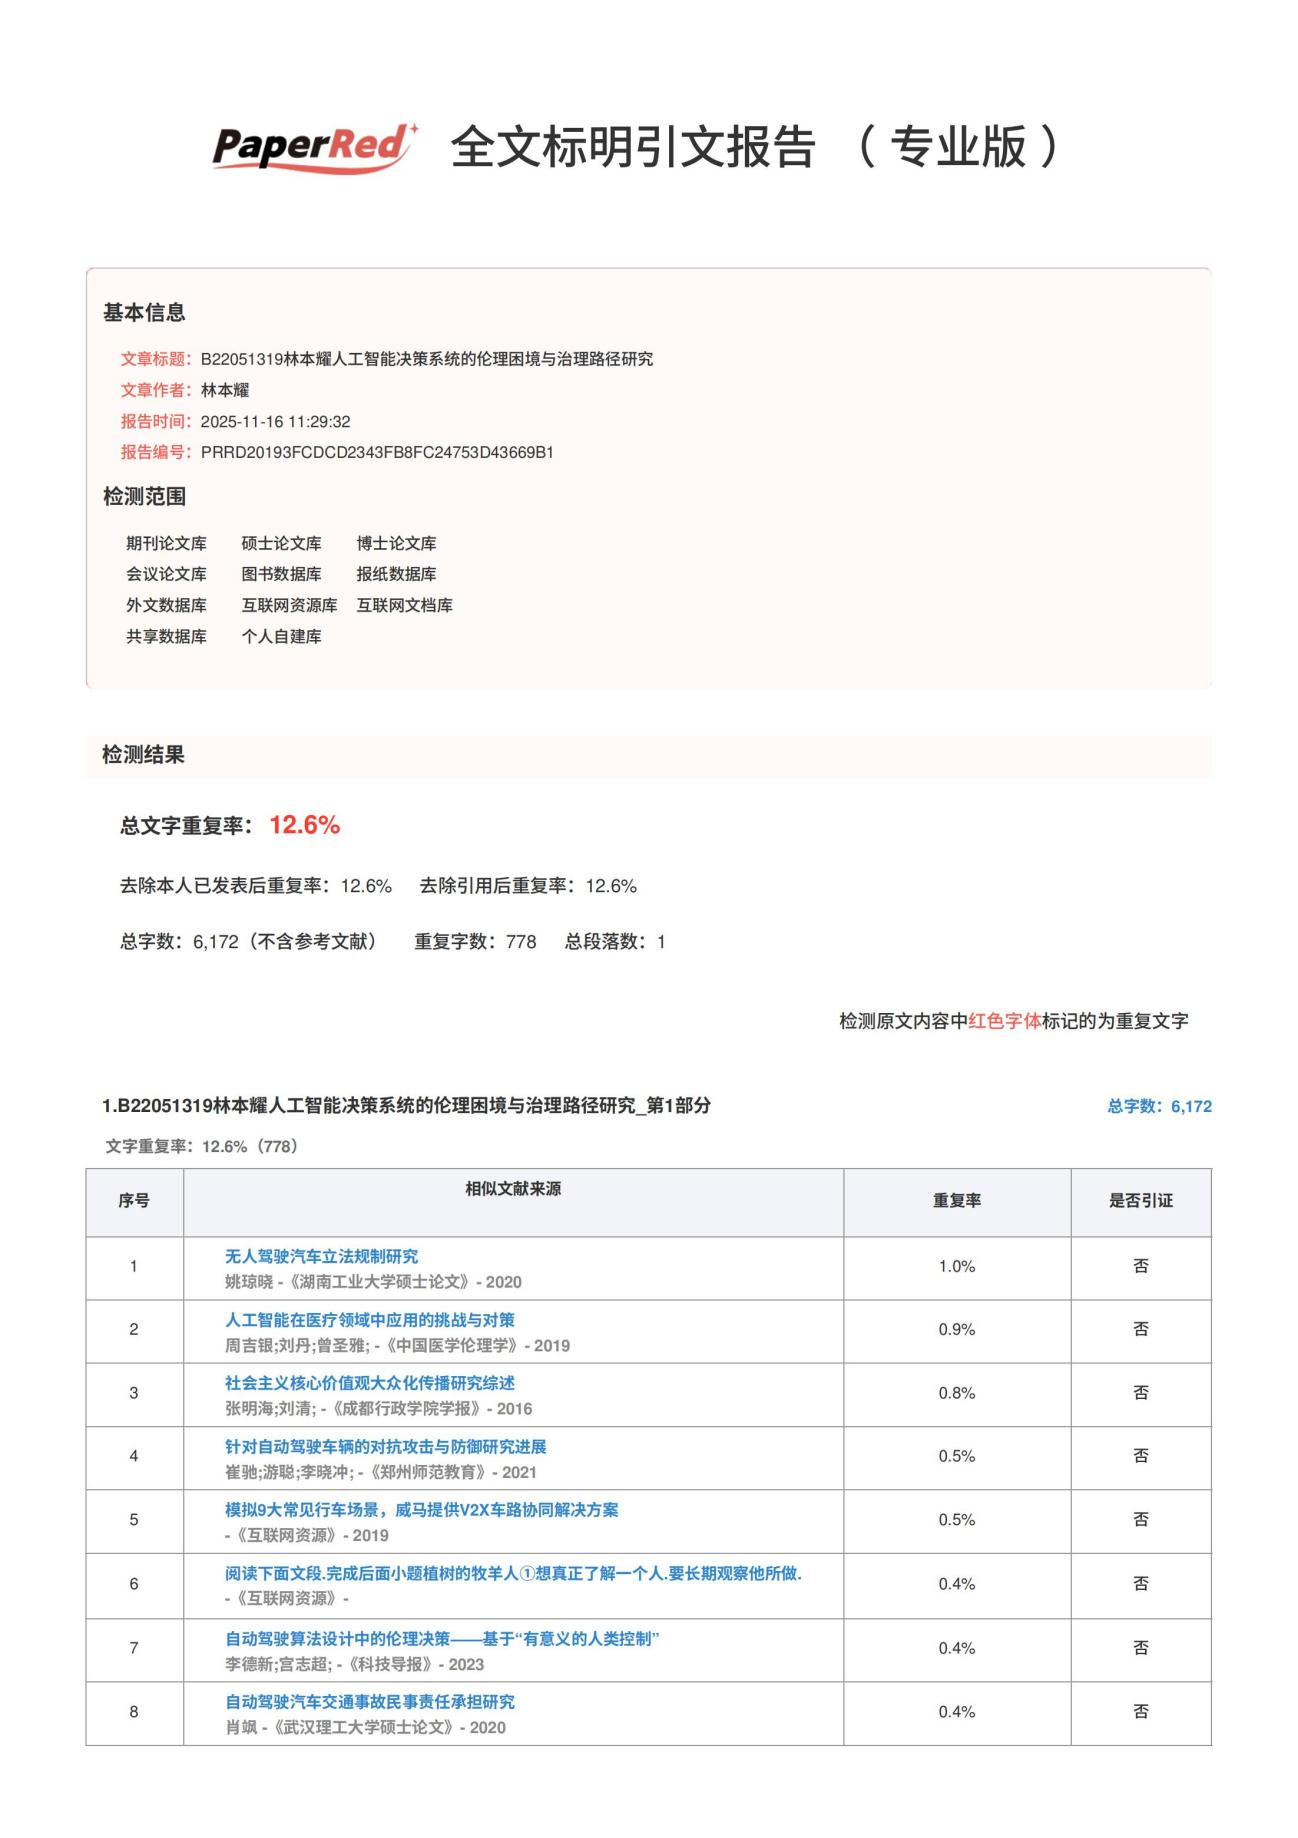 PaperRed 全文标明引文报告 （ 专业版 ）
基本信息
文章标题：B22051319林本耀人工智能决策系统的伦理困境与治理路径研究
文章作者：林本耀
报告时间：2025-11-16 11:29:32
报告编号：PRRD20193FCDCD2343FB8FC24753D43669B1
检测范围
期刊论文库 硕士论文库 博士论文库
会议论文库 图书数据库 报纸数据库
外文数据库 互联网资源库 互联网文档库
共享数据库 个人自建库
检测结果
总文字重复率： 12.6%
去除本人已发表后重复率：12.6% 去除引用后重复率：12.6%
总字数：6,172（不含参考文献） 重复字数：778 总段落数：1
检测原文内容中红色字体标记的为重复文字
1.B22051319林本耀人工智能决策系统的伦理困境与治理路径研究_第1部分 总字数：6,172
文字重复率：12.6%（778）
序号 相似文献来源 重复率 是否引证
1 无人驾驶汽车立法规制研究 1.0% 否
姚琼晓 -《湖南工业大学硕士论文》- 2020
2 人工智能在医疗领域中应用的挑战与对策 0.9% 否
周吉银;刘丹;曾圣雅; -《中国医学伦理学》- 2019
3 社会主义核心价值观大众化传播研究综述 0.8% 否
张明海;刘清; -《成都行政学院学报》- 2016
4 针对自动驾驶车辆的对抗攻击与防御研究进展 0.5% 否
崔驰;游聪;李晓冲; -《郑州师范教育》- 2021
5 模拟9大常见行车场景，威马提供V2X车路协同解决方案 0.5% 否
-《互联网资源》- 2019
6 阅读下面文段.完成后面小题植树的牧羊人①想真正了解一个人.要长期观察他所做. 0.4% 否
-《互联网资源》-
7 自动驾驶算法设计中的伦理决策——基于“有意义的人类控制” 0.4% 否
李德新;宫志超; -《科技导报》- 2023
8 自动驾驶汽车交通事故民事责任承担研究 0.4% 否
肖飒 -《武汉理工大学硕士论文》- 2020